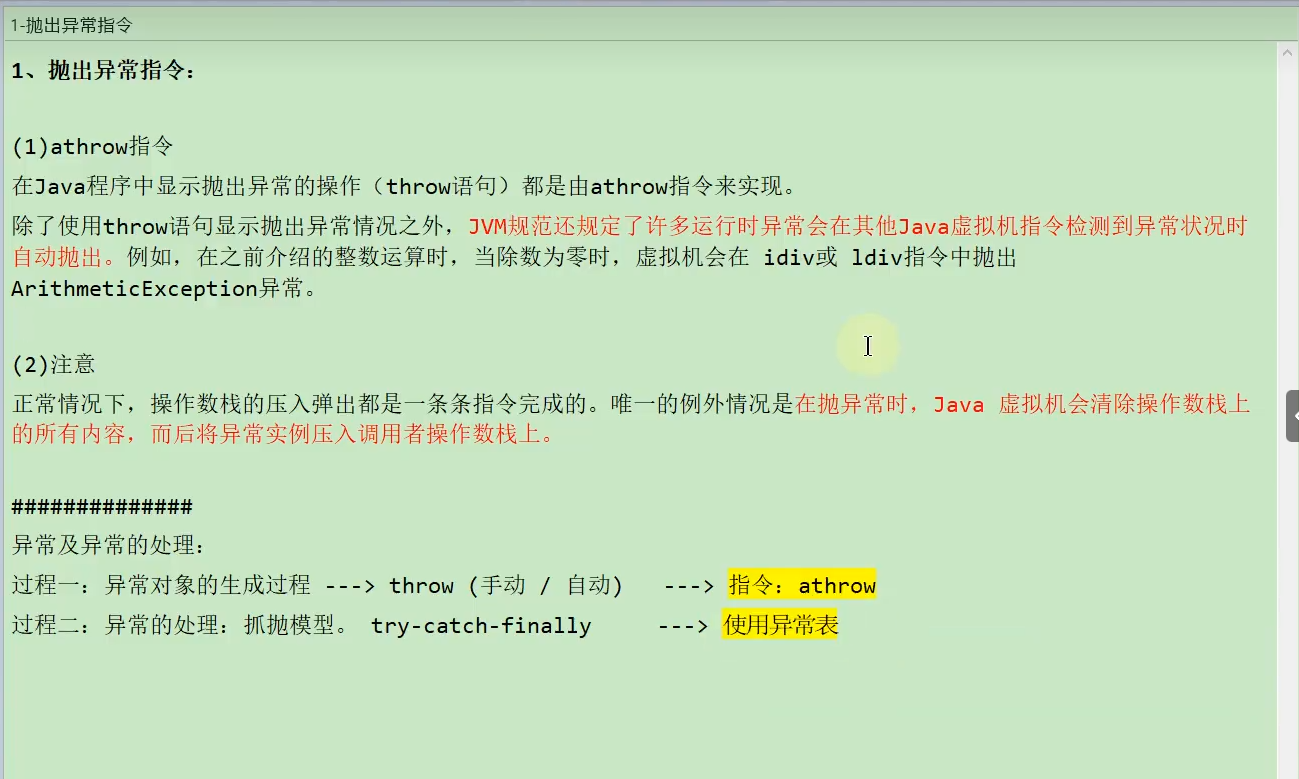 1-抛出异常指令
1、抛出异常指令：
(1)athrow指令
在Java程序中显示抛出异常的操作（throw语句）都是由athrow指令来实现。
除了使用throw语句显示抛出异常情况之外，JVM规范还规定了许多运行时异常会在其他Java虚拟机指令检测到异常状况时
自动抛出。例如，在之前介绍的整数运算时，当除数为零时，虚拟机会在 idiv或 ldiv指令中抛出
ArithmeticException异常。
(2)注意
正常情况下，操作数栈的压入弹出都是一条条指令完成的。唯一的例外情况是在抛异常时，Java 虚拟机会清除操作数栈上
的所有内容，而后将异常实例压入调用者操作数栈上。
##############
异常及异常的处理：
过程一：异常对象的生成过程 ---> throw (手动 / 自动) ---> 指令：athrow
过程二：异常的处理：抓抛模型。 try-catch-finally ---> 使用异常表